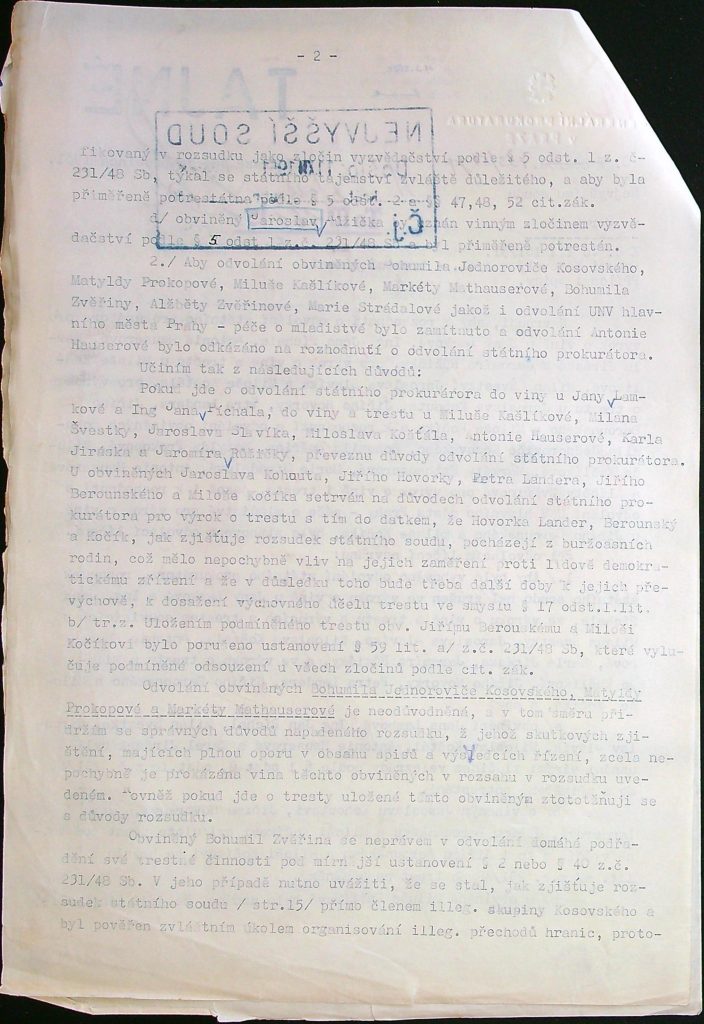 - 2 -
fikovaný v rozsudku jako zločin vyzvědačství podle § 5 odst. 1 z. č-
231/48 Sb, týkal se státního tajemství zvláště důležitého, a aby byla
přiměřeně potrestátna podle § 5 odst. 2 a §§ 47,48, 52 cit.zák.
d/ obviněný Jaroslav Růžička uznán vinným zločinem vyzvě-
dačství podle § 5 odst 1 z. č. 231/48 Sb a byl přiměřeně potrestán.
2./ Aby odvolání obviněných Bohumila Jednoroviče Kosovského,
Matyldy Prokopové, Miluše Kašlíkové, Markéty Mathauserové, Bohumila
Zvěřiny, Alžběty Zvěřinové, Marie Strádalové jakož i odvolání UNV hlav-
ního města Prahy - péče o mladistvé bylo zamítnuto a odvolání Antonie
Hauserové bylo odkázáno na rozhodnutí o odvolání státního prokurátora.
Učiním tak z následujících důvodů:
Pokud jde o odvolání státního prokurárora do viny u Jany Lam-
kové a Ing Jana Píchala, do viny a trestu u Miluše Kašlíkové, Milana
Švestky, Jaroslava Slavíka, Miloslava Košťála, Antonie Hauserové, Karla
Jiráska a Jaromíra Růžičky, převeznu důvody odvolání státního prokurátora.
U obviněných Jaroslava Kohouta, Jiřího Hovorky, Petra Landera, Jiřího
Berounského a Miloše Kočíka setrvám na důvodech odvolání státního pro-
kurátora pro výrok o trestu s tím do datkem, že Hovorka Lander, Berounský
a Kočík, jak zjišťuje rozsudek státního soudu, pocházejí z buržoasních
rodin, což mělo nepochybně vliv na jejich zaměření proti lidově demokra-
tickému zřízení a že v důsledku toho bude třeba další doby k jejich pře-
výchově, k dosažení výchovného účelu trestu ve smyslu § 17 odst.I.lit.
b/ tr.z. Uložením podmíněného trestu obv. Jiřímu Berouskému a Miloši
Kočíkovi bylo porušeno ustanovení § 59 lit. a/ z.č. 231/48 Sb, které vylu-
čuje podmíněné odsouzení u všech zločinů podle cit. zák.
Odvolání obviněných Bohumila Jednoroviče Kosovského, Matyldy
Prokopové a Markéty Mathauserové je neodůvodněná, a v tom směru při-
držím se správných důvodů napadeného rozsudku, z jehož skutkových zji-
štění, majících plnou oporu v obsahu spisů a výsledcích řízení, zcela ne-
pochybně je prokázána vina těchto obviněných v rozsahu v rozsudku uve-
deném. Rovněž pokud jde o tresty uložené tímto obviněným ztotožňuji se
s důvody rozsudku.
Obviněný Bohumil Zvěřina se neprávem v odvolání domáhá podřa-
dění své trestné činnosti pod mírn jší ustanovení § 2 nebo § 40 z.č.
231/48 Sb. V jeho případě nutno uvážiti, že se stal, jak zjišťuje roz-
sudek státního soudu / str.15/ přímo členem illeg. skupiny Kosovského a
byl pověřen zvláštním úkolem organisování illeg. přechodů hranic, proto-
NEJVYŠŠÍ SOUD
Č.j.
TAJNÉ